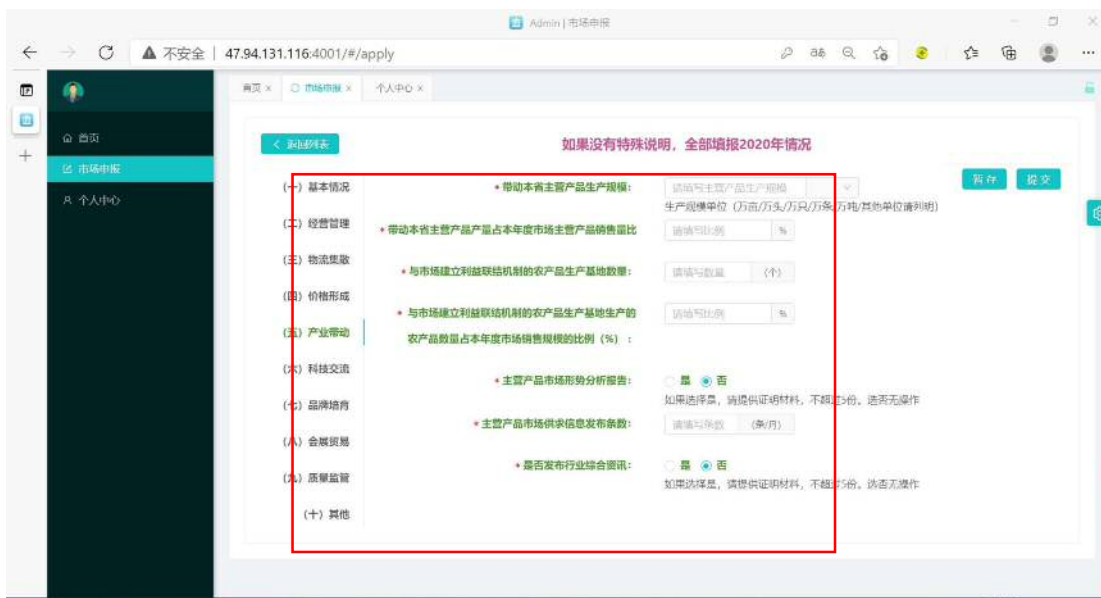 Admin | 市场申报
不安全 | 47.94.131.116:4001/#/apply
首页 × 市场申报 × 个人中心 ×
首页
市场申报
个人中心
< 返回列表
如果没有特殊说明，全部填报2020年情况
暂存 提交
(一) 基本情况
(二) 经营管理
(三) 物流集散
(四) 价格形成
(五) 产业带动
(六) 科技交流
(七) 品牌培育
(八) 会展贸易
(九) 质量监管
(十) 其他
* 带动本省主营产品生产规模： 请填写主营产品生产规模
生产规模单位（万亩/万头/万只/万条/万吨/其他单位请列明）
* 带动本省主营产品产量占本年度市场主营产品销售量比 请填写比例 %
* 与市场建立利益联结机制的农产品生产基地数量： 请填写数量 (个)
* 与市场建立利益联结机制的农产品生产基地生产的 请填写比例 %
农产品数量占本年度市场销售规模的比例（%）：
* 主营产品市场形势分析报告： 是 否
如果选择是，请提供证明材料，不超过5份。选否无操作
* 主营产品市场供求信息发布条数： 请填写条数 (条/月)
* 是否发布行业综合资讯： 是 否
如果选择是，请提供证明材料，不超过5份。选否无操作